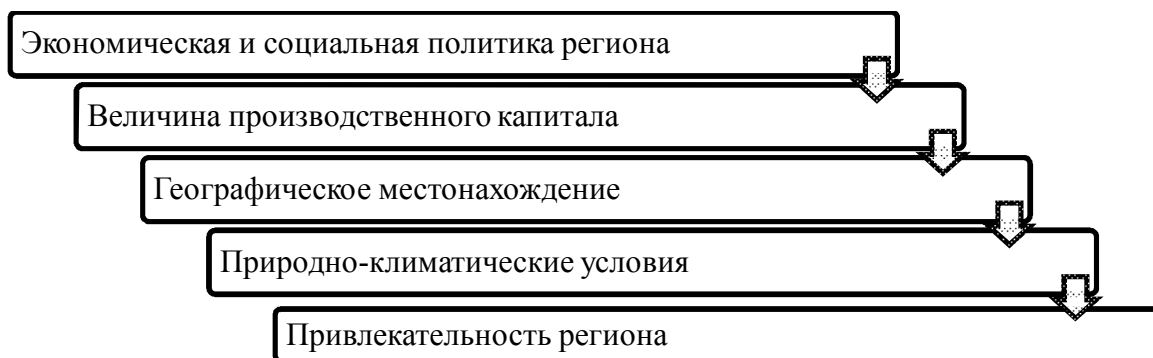 Экономическая и социальная политика региона
Величина производственного капитала
Географическое местонахождение
Природно-климатические условия
Привлекательность региона